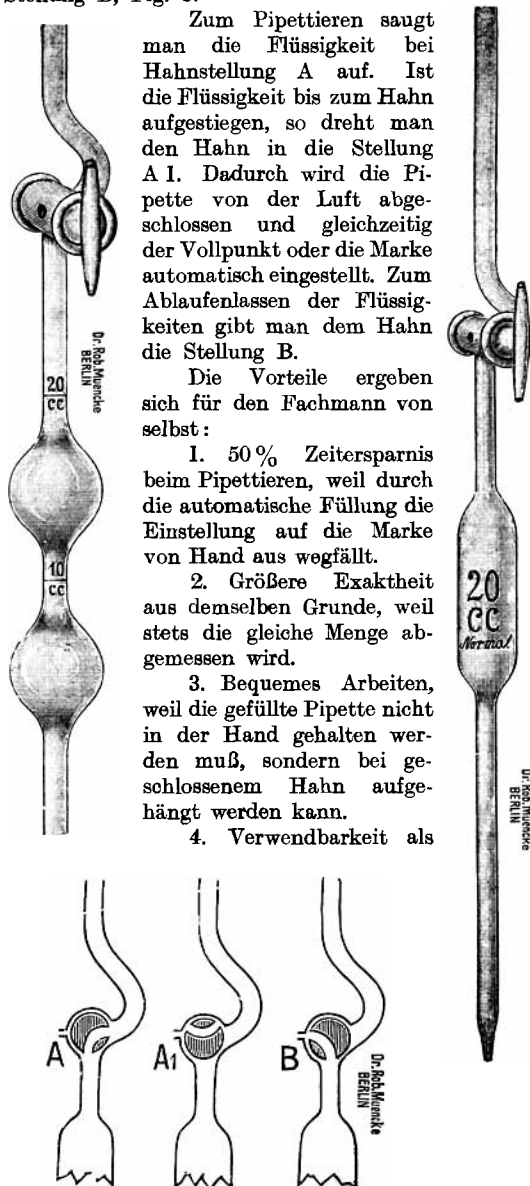 Stellung B, Fig. 3.
Zum Pipettieren saugt
man die Flüssigkeit bei
Hahnstellung A auf. Ist
die Flüssigkeit bis zum Hahn
aufgestiegen, so dreht man
den Hahn in die Stellung
A 1. Dadurch wird die Pi-
pette von der Luft abge-
schlossen und gleichzeitig
der Vollpunkt oder die Marke
automatisch eingestellt. Zum
Ablaufenlassen der Flüssig-
keiten gibt man dem Hahn
die Stellung B.
Die Vorteile ergeben
sich für den Fachmann von
selbst:
1. 50 % Zeitersparnis
beim Pipettieren, weil durch
die automatische Füllung die
Einstellung auf die Marke
von Hand aus wegfällt.
2. Größere Exaktheit
aus demselben Grunde, weil
stets die gleiche Menge ab-
gemessen wird.
3. Bequemes Arbeiten,
weil die gefüllte Pipette nicht
in der Hand gehalten wer-
den muß, sondern bei ge-
schlossenem Hahn aufge-
hängt werden kann.
4. Verwendbarkeit als
Dr. Rob. Muencke
BERLIN
20
CC
10
CC
20
CC
Normal
Dr. Rob. Muencke
BERLIN
A
A1
B
Dr. Rob. Muencke
BERLIN